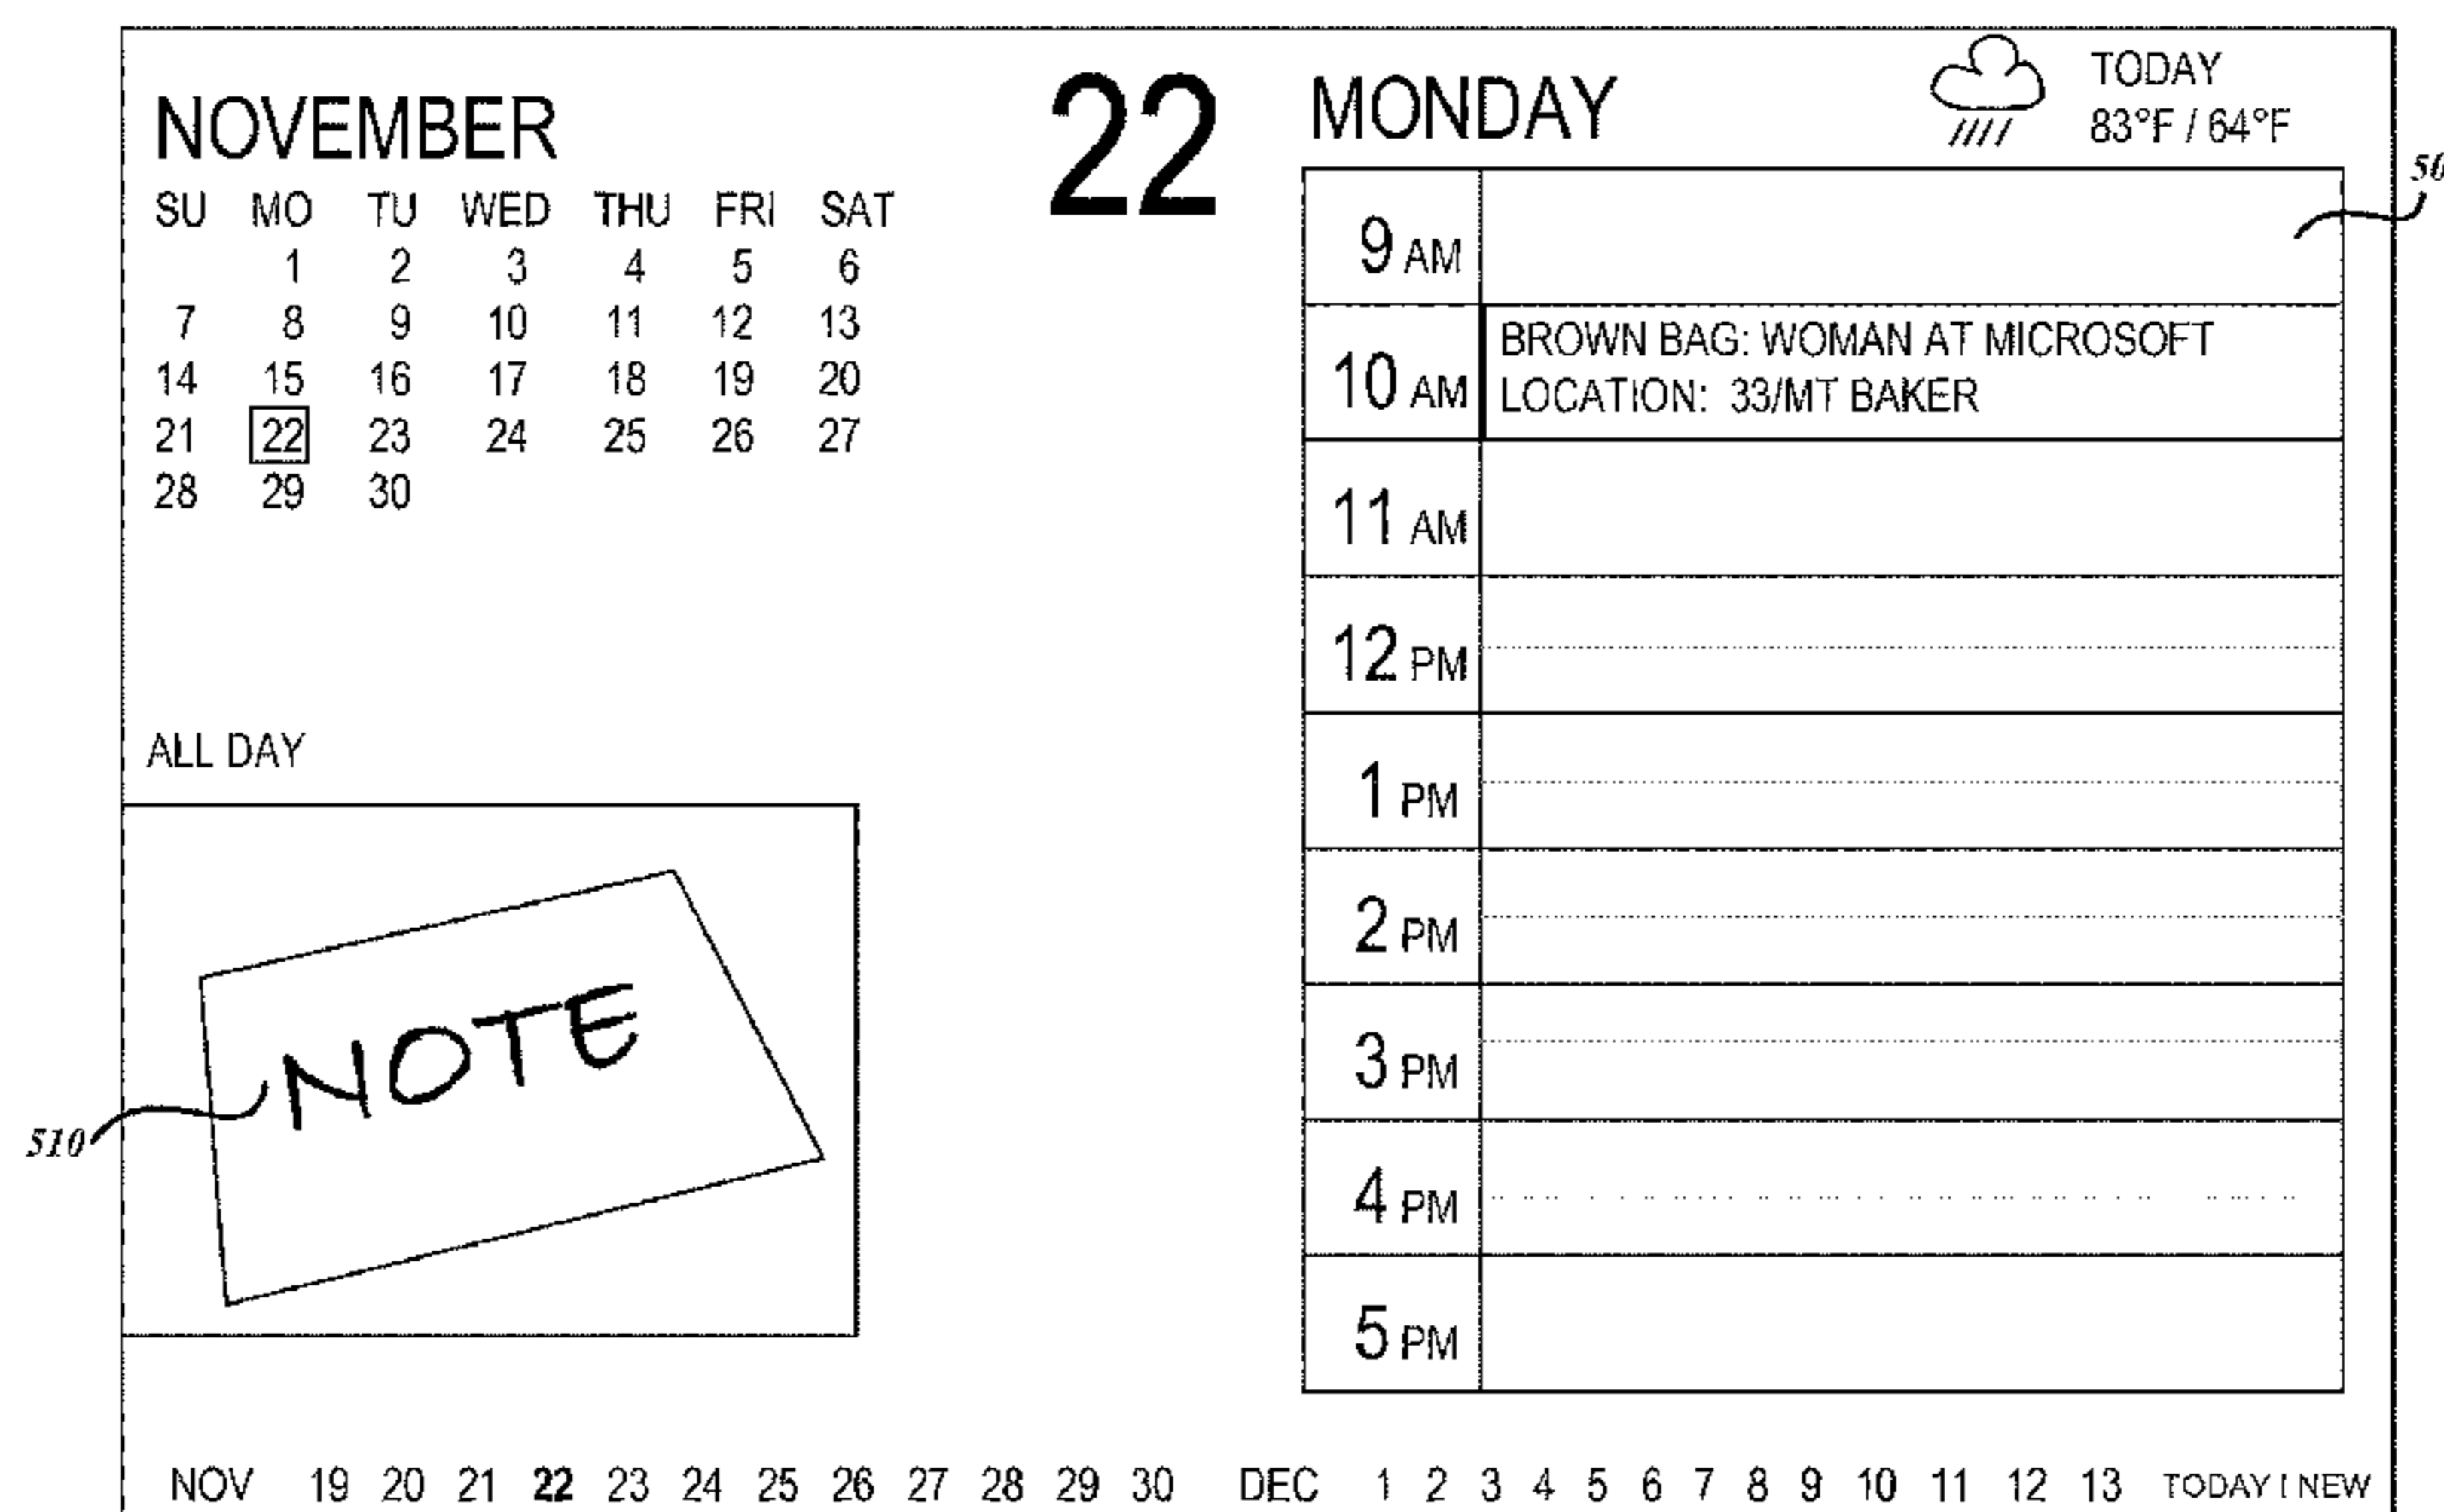 NOVEMBER
SU MO TU WED THU FRI SAT
1 2 3 4 5 6
7 8 9 10 11 12 13
14 15 16 17 18 19 20
21 22 23 24 25 26 27
28 29 30
22 MONDAY
TODAY
83°F / 64°F
9 AM
10 AM
BROWN BAG: WOMAN AT MICROSOFT
LOCATION: 33/MT BAKER
11 AM
12 PM
1 PM
2 PM
3 PM
4 PM
5 PM
ALL DAY
NOTE
510
NOV 19 20 21 22 23 24 25 26 27 28 29 30 DEC 1 2 3 4 5 6 7 8 9 10 11 12 13 TODAY | NEW